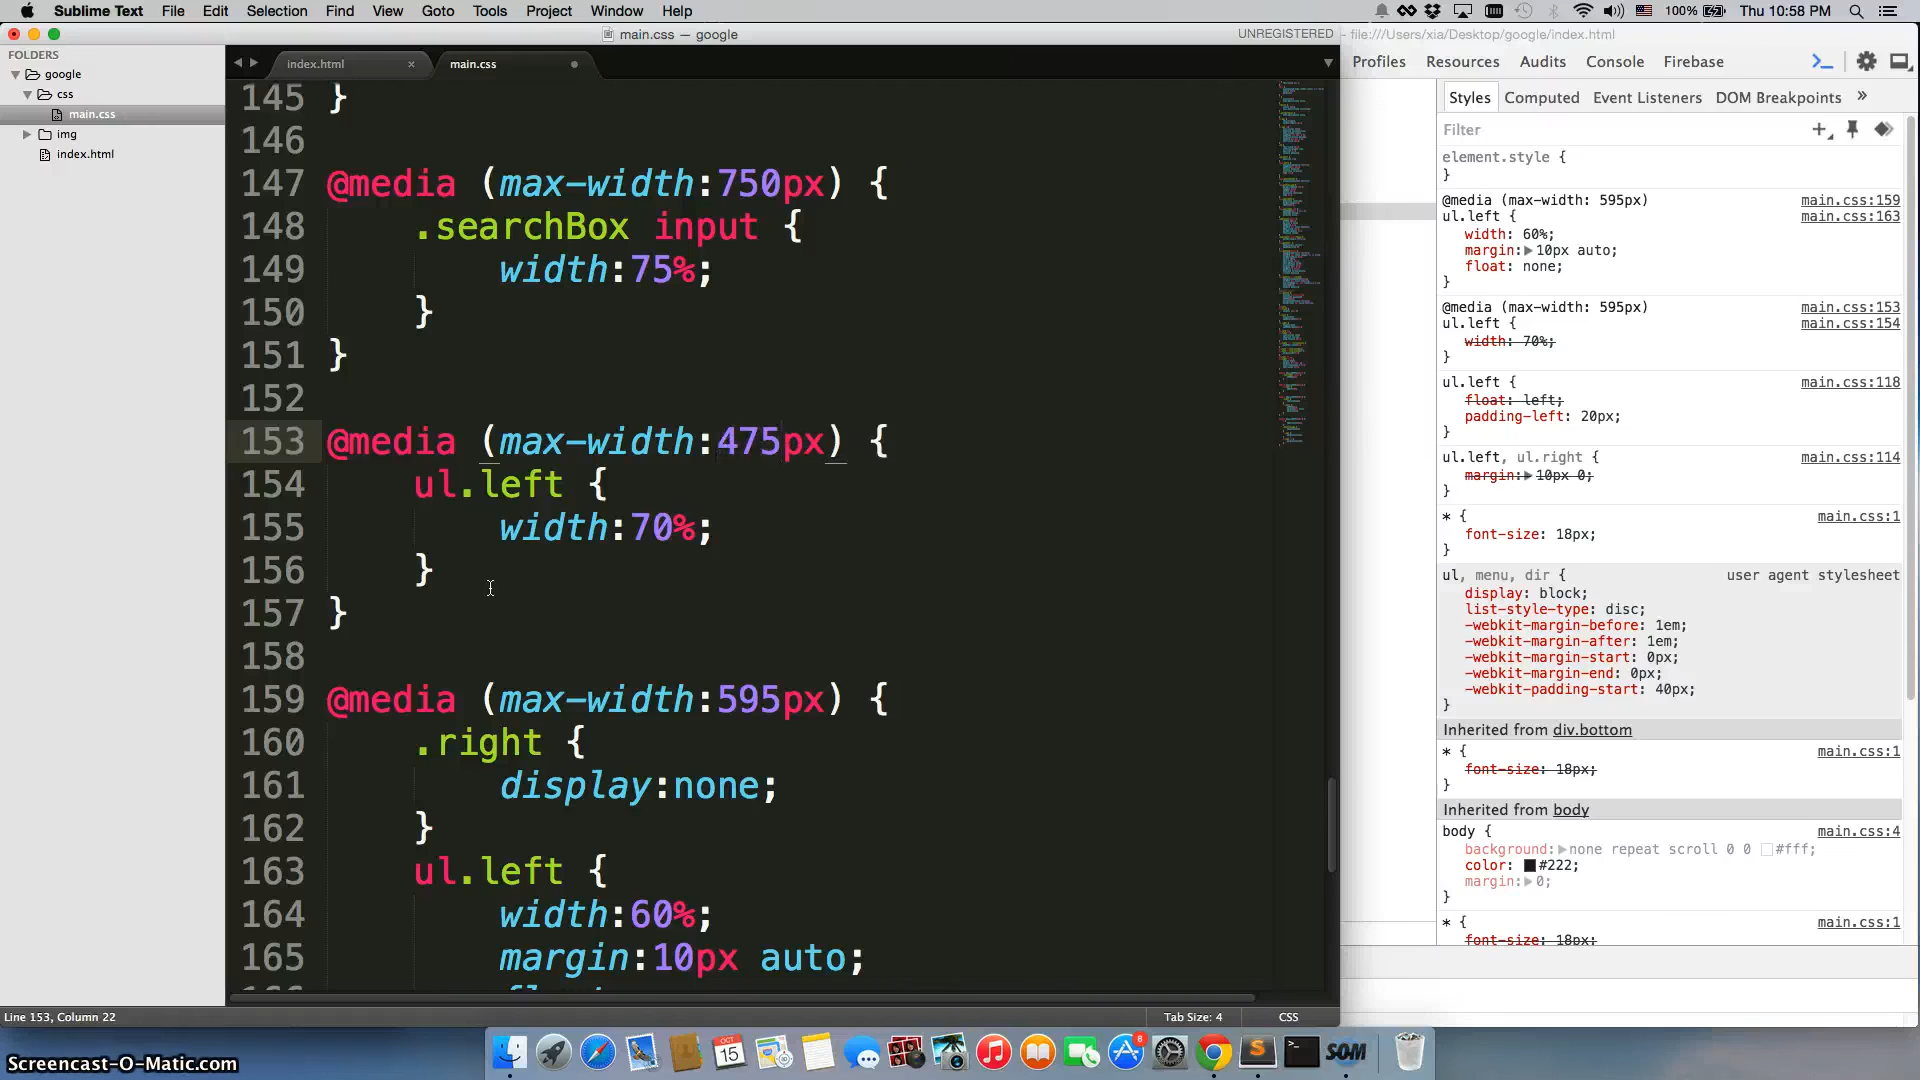 Sublime Text File Edit Selection Find View Goto Tools Project Window Help 100% Thu 10:58 PM
main.css — google UNREGISTERED - file:///Users/xia/Desktop/google/index.html
FOLDERS
google
css
main.css
img
index.html
index.html × main.css
145 }
146
147 @media (max-width:750px) {
148 .searchBox input {
149 width:75%;
150 }
151 }
152
153 @media (max-width:475px) {
154 ul.left {
155 width:70%;
156 }
157 }
158
159 @media (max-width:595px) {
160 .right {
161 display:none;
162 }
163 ul.left {
164 width:60%;
165 margin:10px auto;
Profiles Resources Audits Console Firebase
Styles Computed Event Listeners DOM Breakpoints »
Filter
element.style {
}
@media (max-width: 595px) main.css:159
ul.left { main.css:163
width: 60%;
margin: 10px auto;
float: none;
}
@media (max-width: 595px) main.css:153
ul.left { main.css:154
width: 70%;
}
ul.left { main.css:118
float: left;
padding-left: 20px;
}
ul.left, ul.right { main.css:114
margin: 10px 0;
}
* { main.css:1
font-size: 18px;
}
ul, menu, dir { user agent stylesheet
display: block;
list-style-type: disc;
-webkit-margin-before: 1em;
-webkit-margin-after: 1em;
-webkit-margin-start: 0px;
-webkit-margin-end: 0px;
-webkit-padding-start: 40px;
}
Inherited from div.bottom
* { main.css:1
font-size: 18px;
}
Inherited from body
body { main.css:4
background: none repeat scroll 0 0 #fff;
color: #222;
margin: 0;
}
* { main.css:1
font-size: 18px;
Line 153, Column 22 Tab Size: 4 CSS
OCT
15
8
SOM
Screencast-O-Matic.com